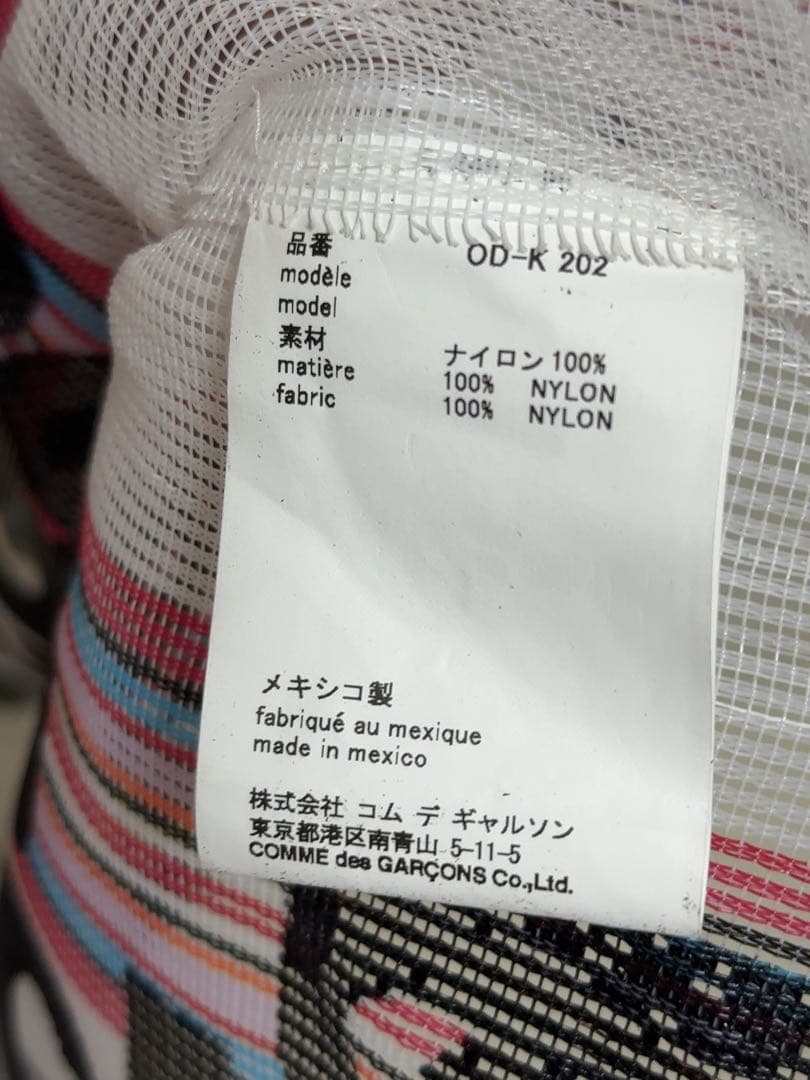 品番 OD-K 202
modèle
model
素材 ナイロン 100%
matière 100% NYLON
fabric 100% NYLON
メキシコ製
fabriqué au mexique
made in mexico
株式会社 コム デ ギャルソン
東京都港区南青山 5-11-5
COMME des GARÇONS Co.,Ltd.